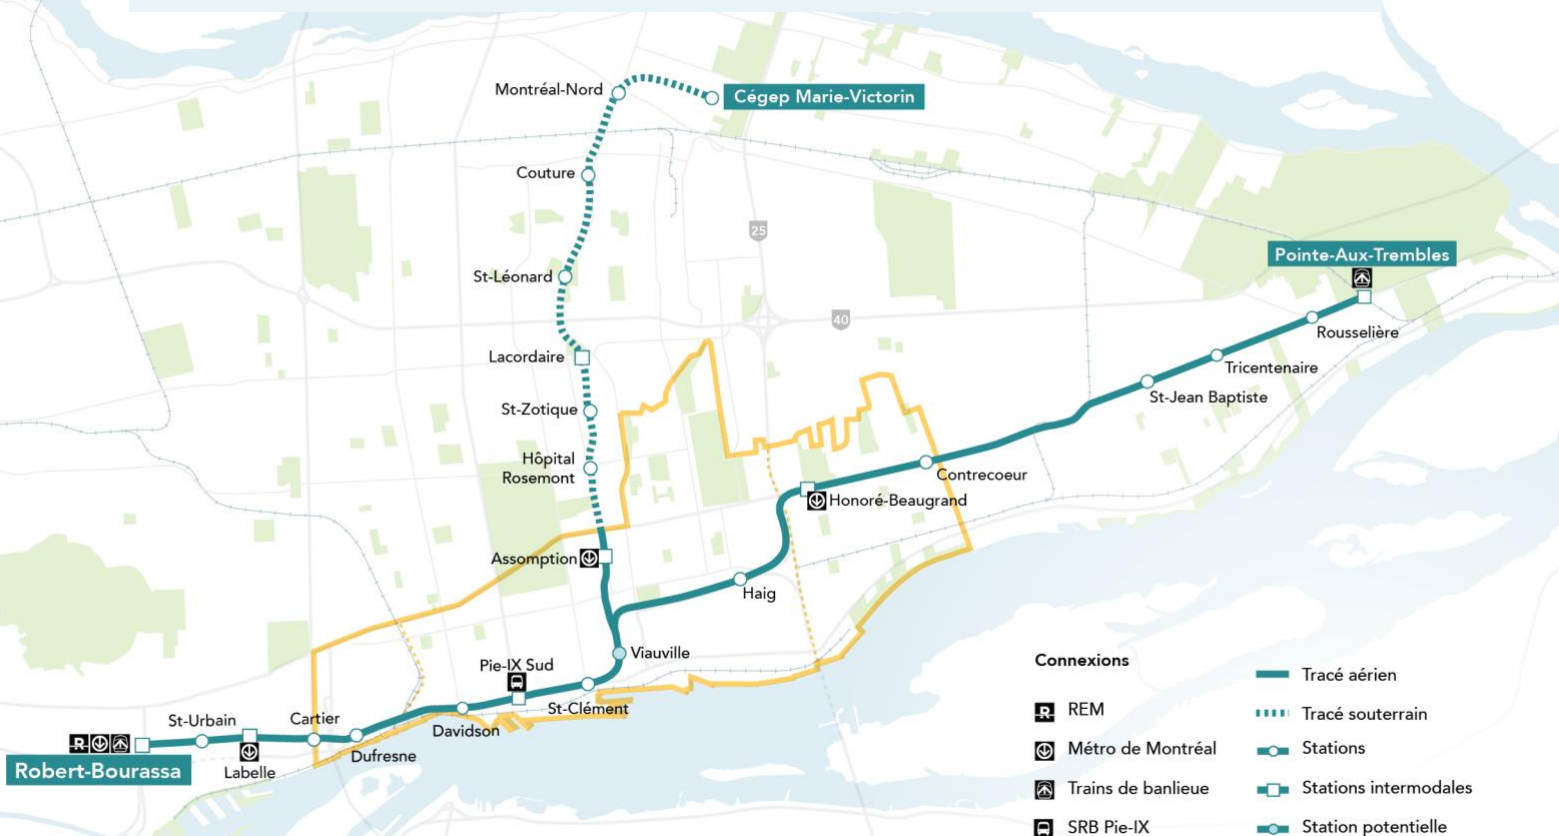 Montréal-Nord
Cégep Marie-Victorin
Couture
25
St-Léonard
Pointe-Aux-Trembles
40
Rousselière
Lacordaire
Tricentenaire
St-Jean Baptiste
St-Zotique
Hôpital
Rosemont
Contrecoeur
Honoré-Beaugrand
Assomption
Haig
Viauville
Pie-IX Sud
St-Clément
St-Urbain
Cartier
Davidson
Dufresne
R
Robert-Bourassa
Labelle
Connexions
R REM
Métro de Montréal
Trains de banlieue
SRB Pie-IX
Tracé aérien
Tracé souterrain
Stations
Stations intermodales
Station potentielle